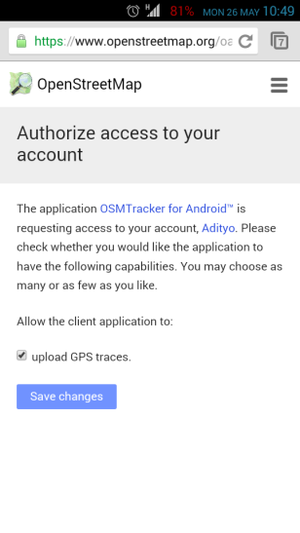 H 81% MON 26 MAY 10:49
https://www.openstreetmap.org/oa 7
OpenStreetMap
Authorize access to your
account
The application OSMTracker for Android™ is
requesting access to your account, Adityo. Please
check whether you would like the application to
have the following capabilities. You may choose as
many or as few as you like.
Allow the client application to:
upload GPS traces.
Save changes